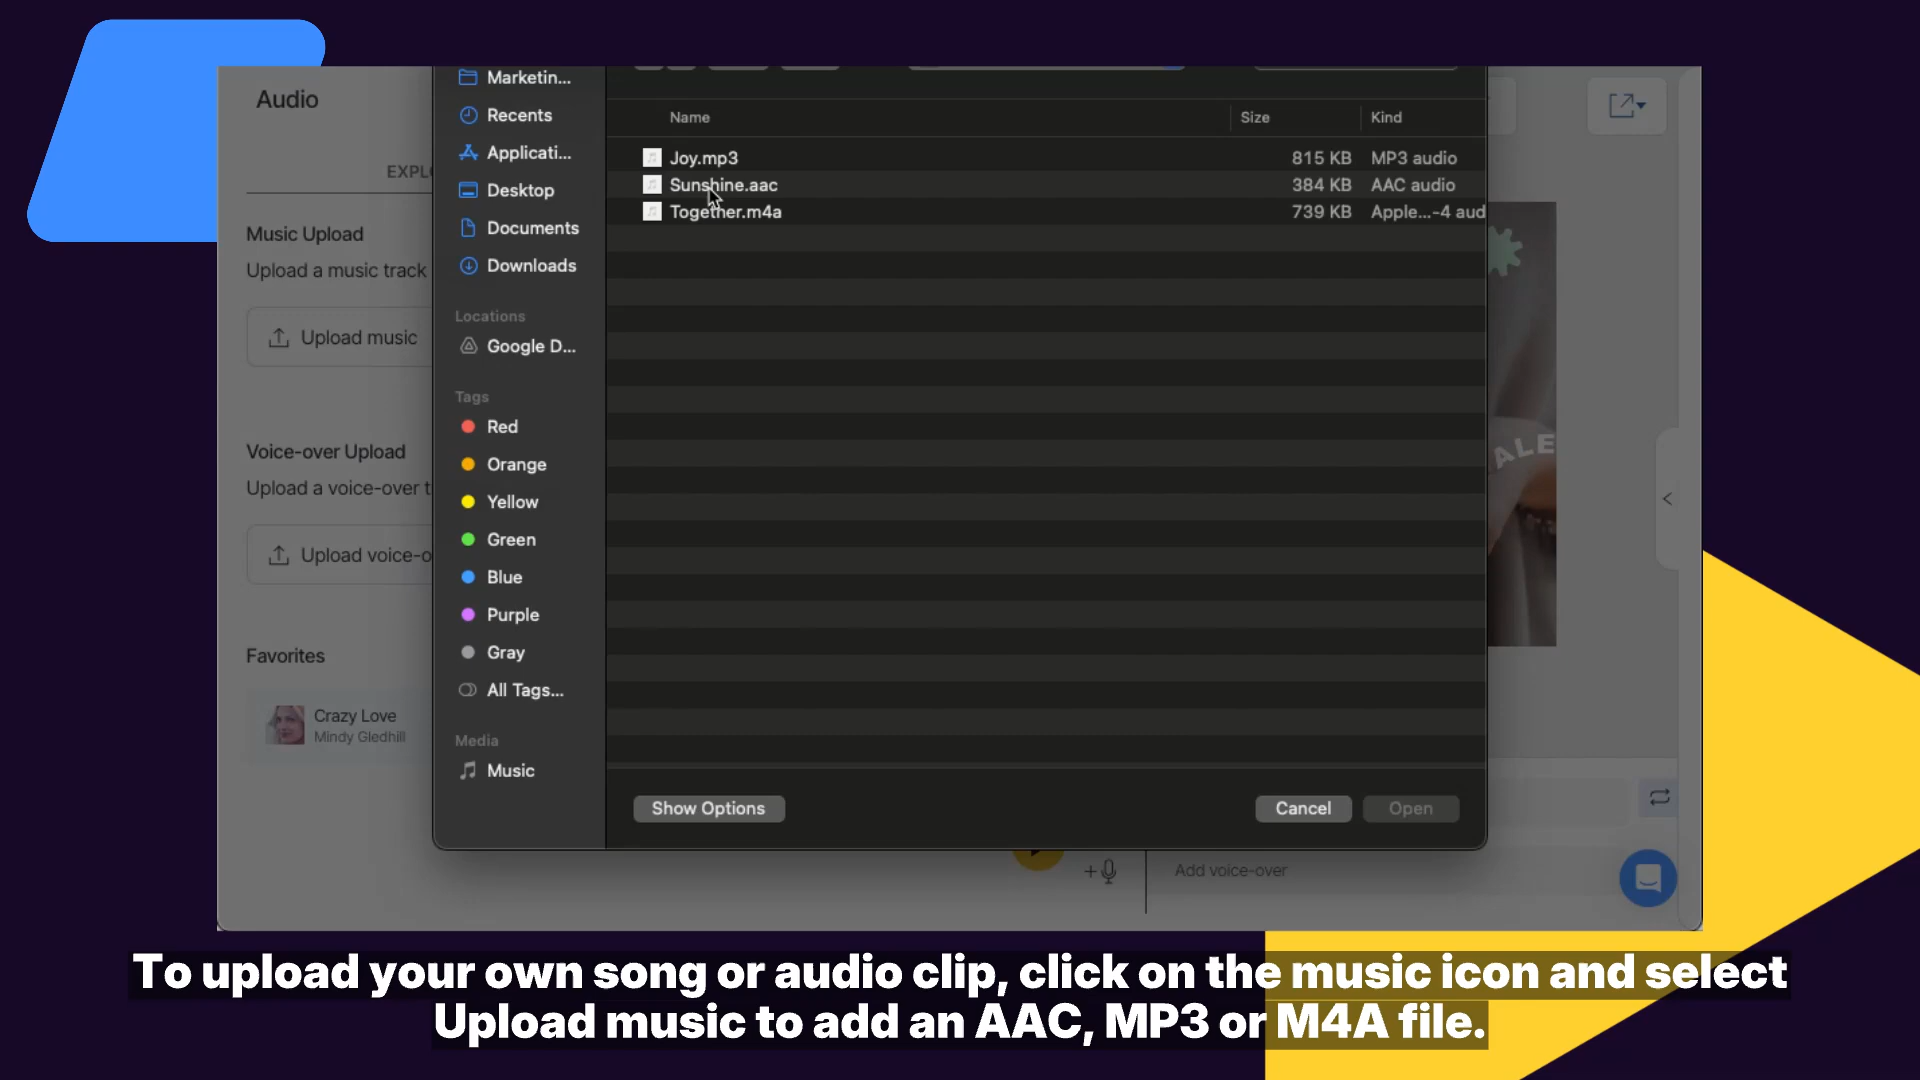 Audio
EXPL
Music Upload
Upload a music track
Upload music
Voice-over Upload
Upload a voice-over t
Upload voice-o
Favorites
Crazy Love
Mindy Gledhill
Marketin...
Recents
Applicati...
Desktop
Documents
Downloads
Locations
Google D...
Tags
Red
Orange
Yellow
Green
Blue
Purple
Gray
All Tags...
Media
Music
Name Size Kind
Joy.mp3 815 KB MP3 audio
Sunshine.aac 384 KB AAC audio
Together.m4a 739 KB Apple...-4 aud
Show Options
Cancel
Open
ALE
Add voice-over
To upload your own song or audio clip, click on the music icon and select
Upload music to add an AAC, MP3 or M4A file.